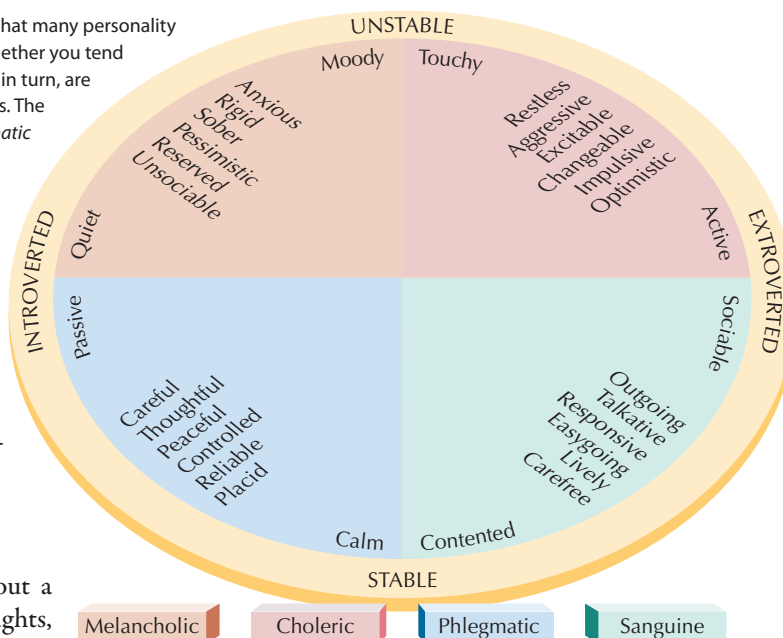 hat many personality
ether you tend
in turn, are
s. The
atic
UNSTABLE
Moody
Touchy
Anxious
Rigid
Sober
Pessimistic
Reserved
Unsociable
Quiet
Restless
Aggressive
Excitable
Changeable
Impulsive
Optimistic
Active
INTROVERTED
EXTROVERTED
Passive
Careful
Thoughtful
Peaceful
Controlled
Reliable
Placid
Calm
Sociable
Outgoing
Talkative
Responsive
Easygoing
Lively
Carefree
Contented
STABLE
out a
ghts,
Melancholic
Choleric
Phlegmatic
Sanguine